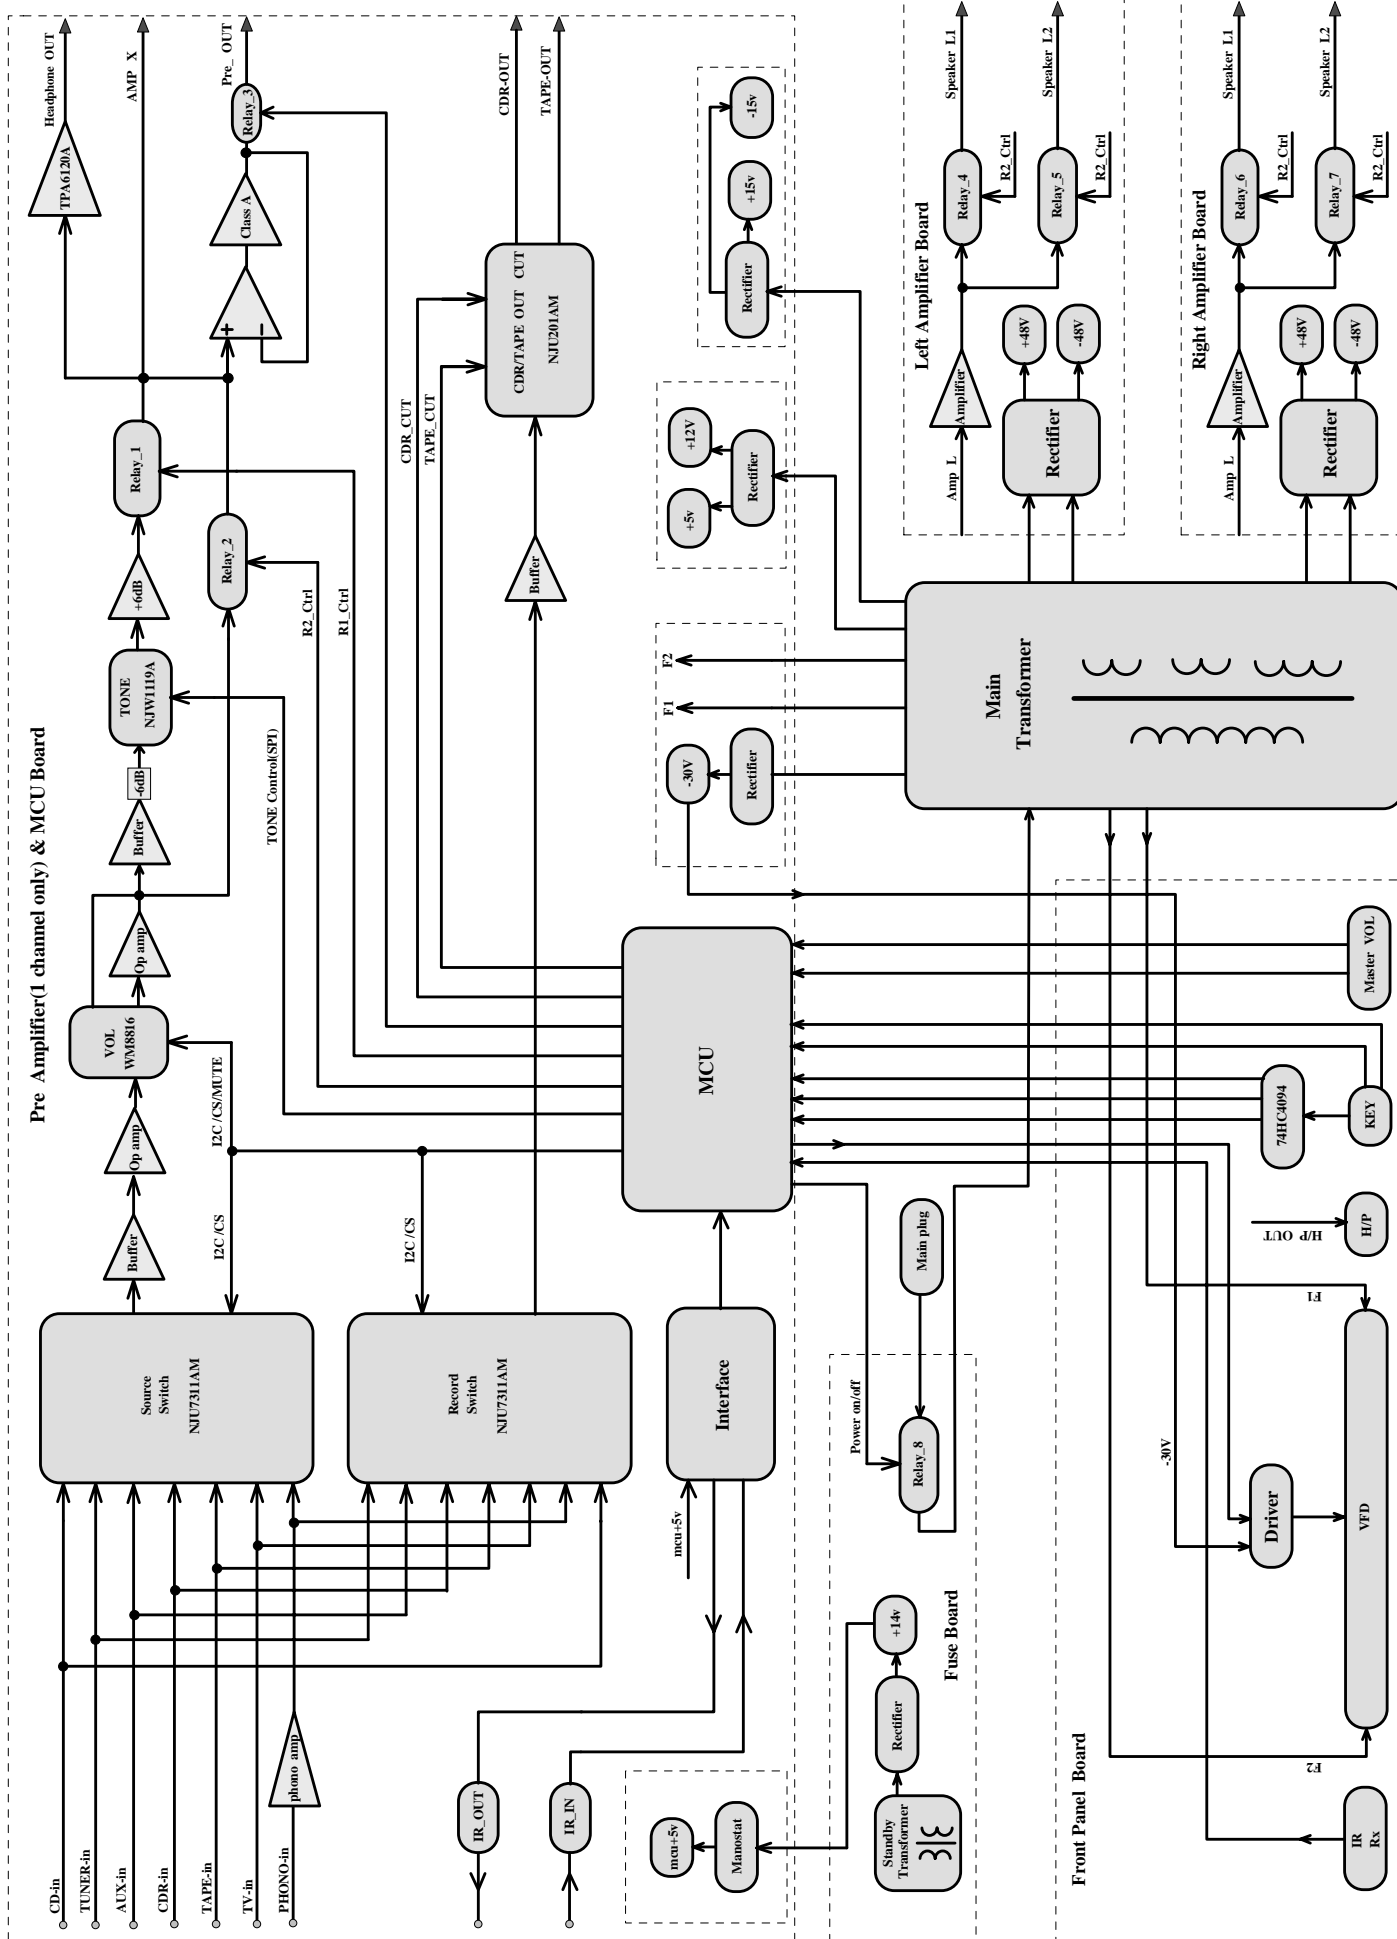 Pre Amplifier(1 channel only) & MCU Board
CD-in
TUNER-in
AUX-in
CDR-in
TAPE-in
TV-in
PHONO-in
phono amp
Source
Switch
NJU7311AM
Record
Switch
NJU7311AM
Buffer
Op amp
VOL
WM8816
Op amp
Buffer
-6dB
TONE
NJW1119A
+6dB
Relay_1
Relay_2
TPA6120A
Headphone OUT
AMP X
Class A
+
−
Relay_3
Pre_ OUT
I2C /CS
I2C /CS/MUTE
I2C /CS
TONE Control(SPI)
R2_Ctrl
R1_Ctrl
CDR_CUT
TAPE_CUT
Buffer
CDR/TAPE OUT CUT
NJU201AM
CDR-OUT
TAPE-OUT
IR_OUT
IR_IN
mcu+5v
Interface
MCU
mcu+5v
Manostat
-30V
Rectifier
F1
F2
+5v
+12V
Rectifier
Rectifier
+15v
-15v
Standby
Transformer
Rectifier
+14v
Fuse Board
Power on/off
Relay_8
Main plug
Main
Transformer
Left Amplifier Board
Amp L
Amplifier
Rectifier
+48V
-48V
Relay_4
Relay_5
R2_Ctrl
R2_Ctrl
Speaker L1
Speaker L2
Right Amplifier Board
Amp L
Amplifier
Rectifier
+48V
-48V
Relay_6
Relay_7
R2_Ctrl
R2_Ctrl
Speaker L1
Speaker L2
Front Panel Board
IR
Rx
F2
VFD
F1
-30V
Driver
H/P OUT
H/P
74HC4094
KEY
Master VOL